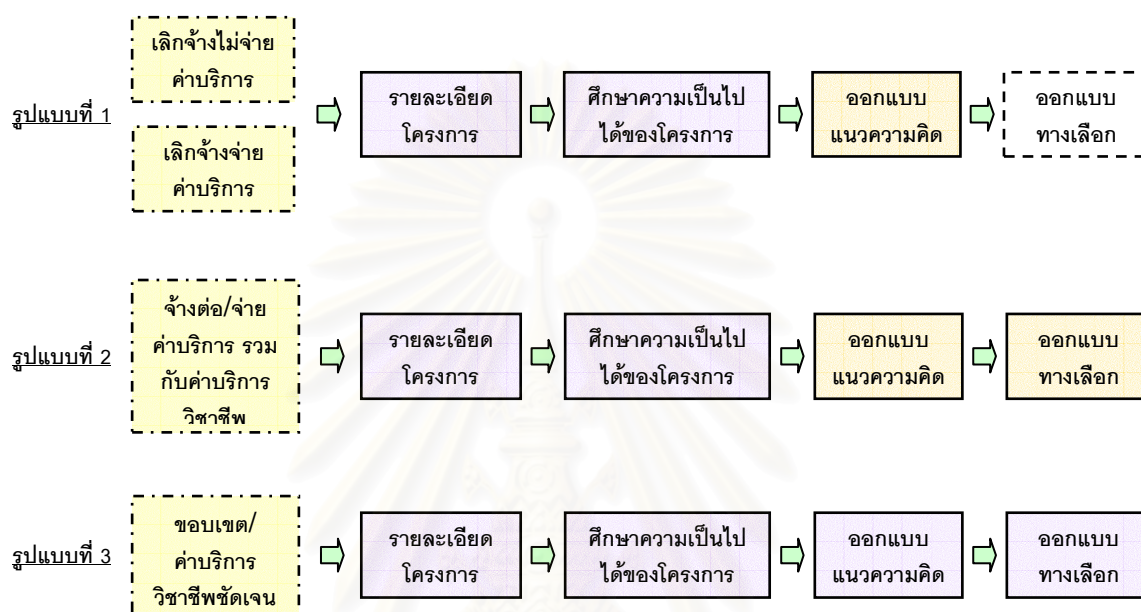 เลิกจ้างไม่จ่าย
ค่าบริการ
รูปแบบที่ 1
เลิกจ้างจ่าย
ค่าบริการ
รายละเอียด
โครงการ
ศึกษาความเป็นไป
ได้ของโครงการ
ออกแบบ
แนวความคิด
ออกแบบ
ทางเลือก
รูปแบบที่ 2
จ้างต่อ/จ่าย
ค่าบริการ รวม
กับค่าบริการ
วิชาชีพ
รายละเอียด
โครงการ
ศึกษาความเป็นไป
ได้ของโครงการ
ออกแบบ
แนวความคิด
ออกแบบ
ทางเลือก
รูปแบบที่ 3
ขอบเขต/
ค่าบริการ
วิชาชีพชัดเจน
รายละเอียด
โครงการ
ศึกษาความเป็นไป
ได้ของโครงการ
ออกแบบ
แนวความคิด
ออกแบบ
ทางเลือก